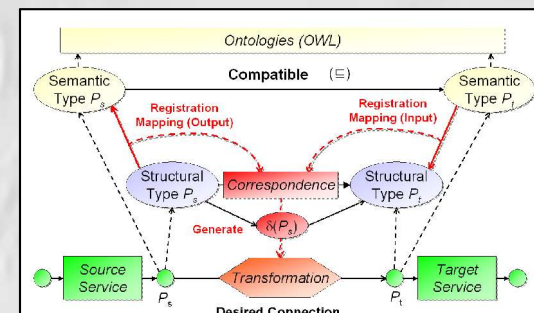 Ontologies (OWL)
Semantic
Type Ps
Compatible (⊑)
Semantic
Type Pt
Registration
Mapping (Output)
Registration
Mapping (Input)
Structural
Type Ps
Correspondence
Structural
Type Pt
Generate
δ(Ps)
Source
Service
Ps
Transformation
Pt
Target
Service
Desired Connection